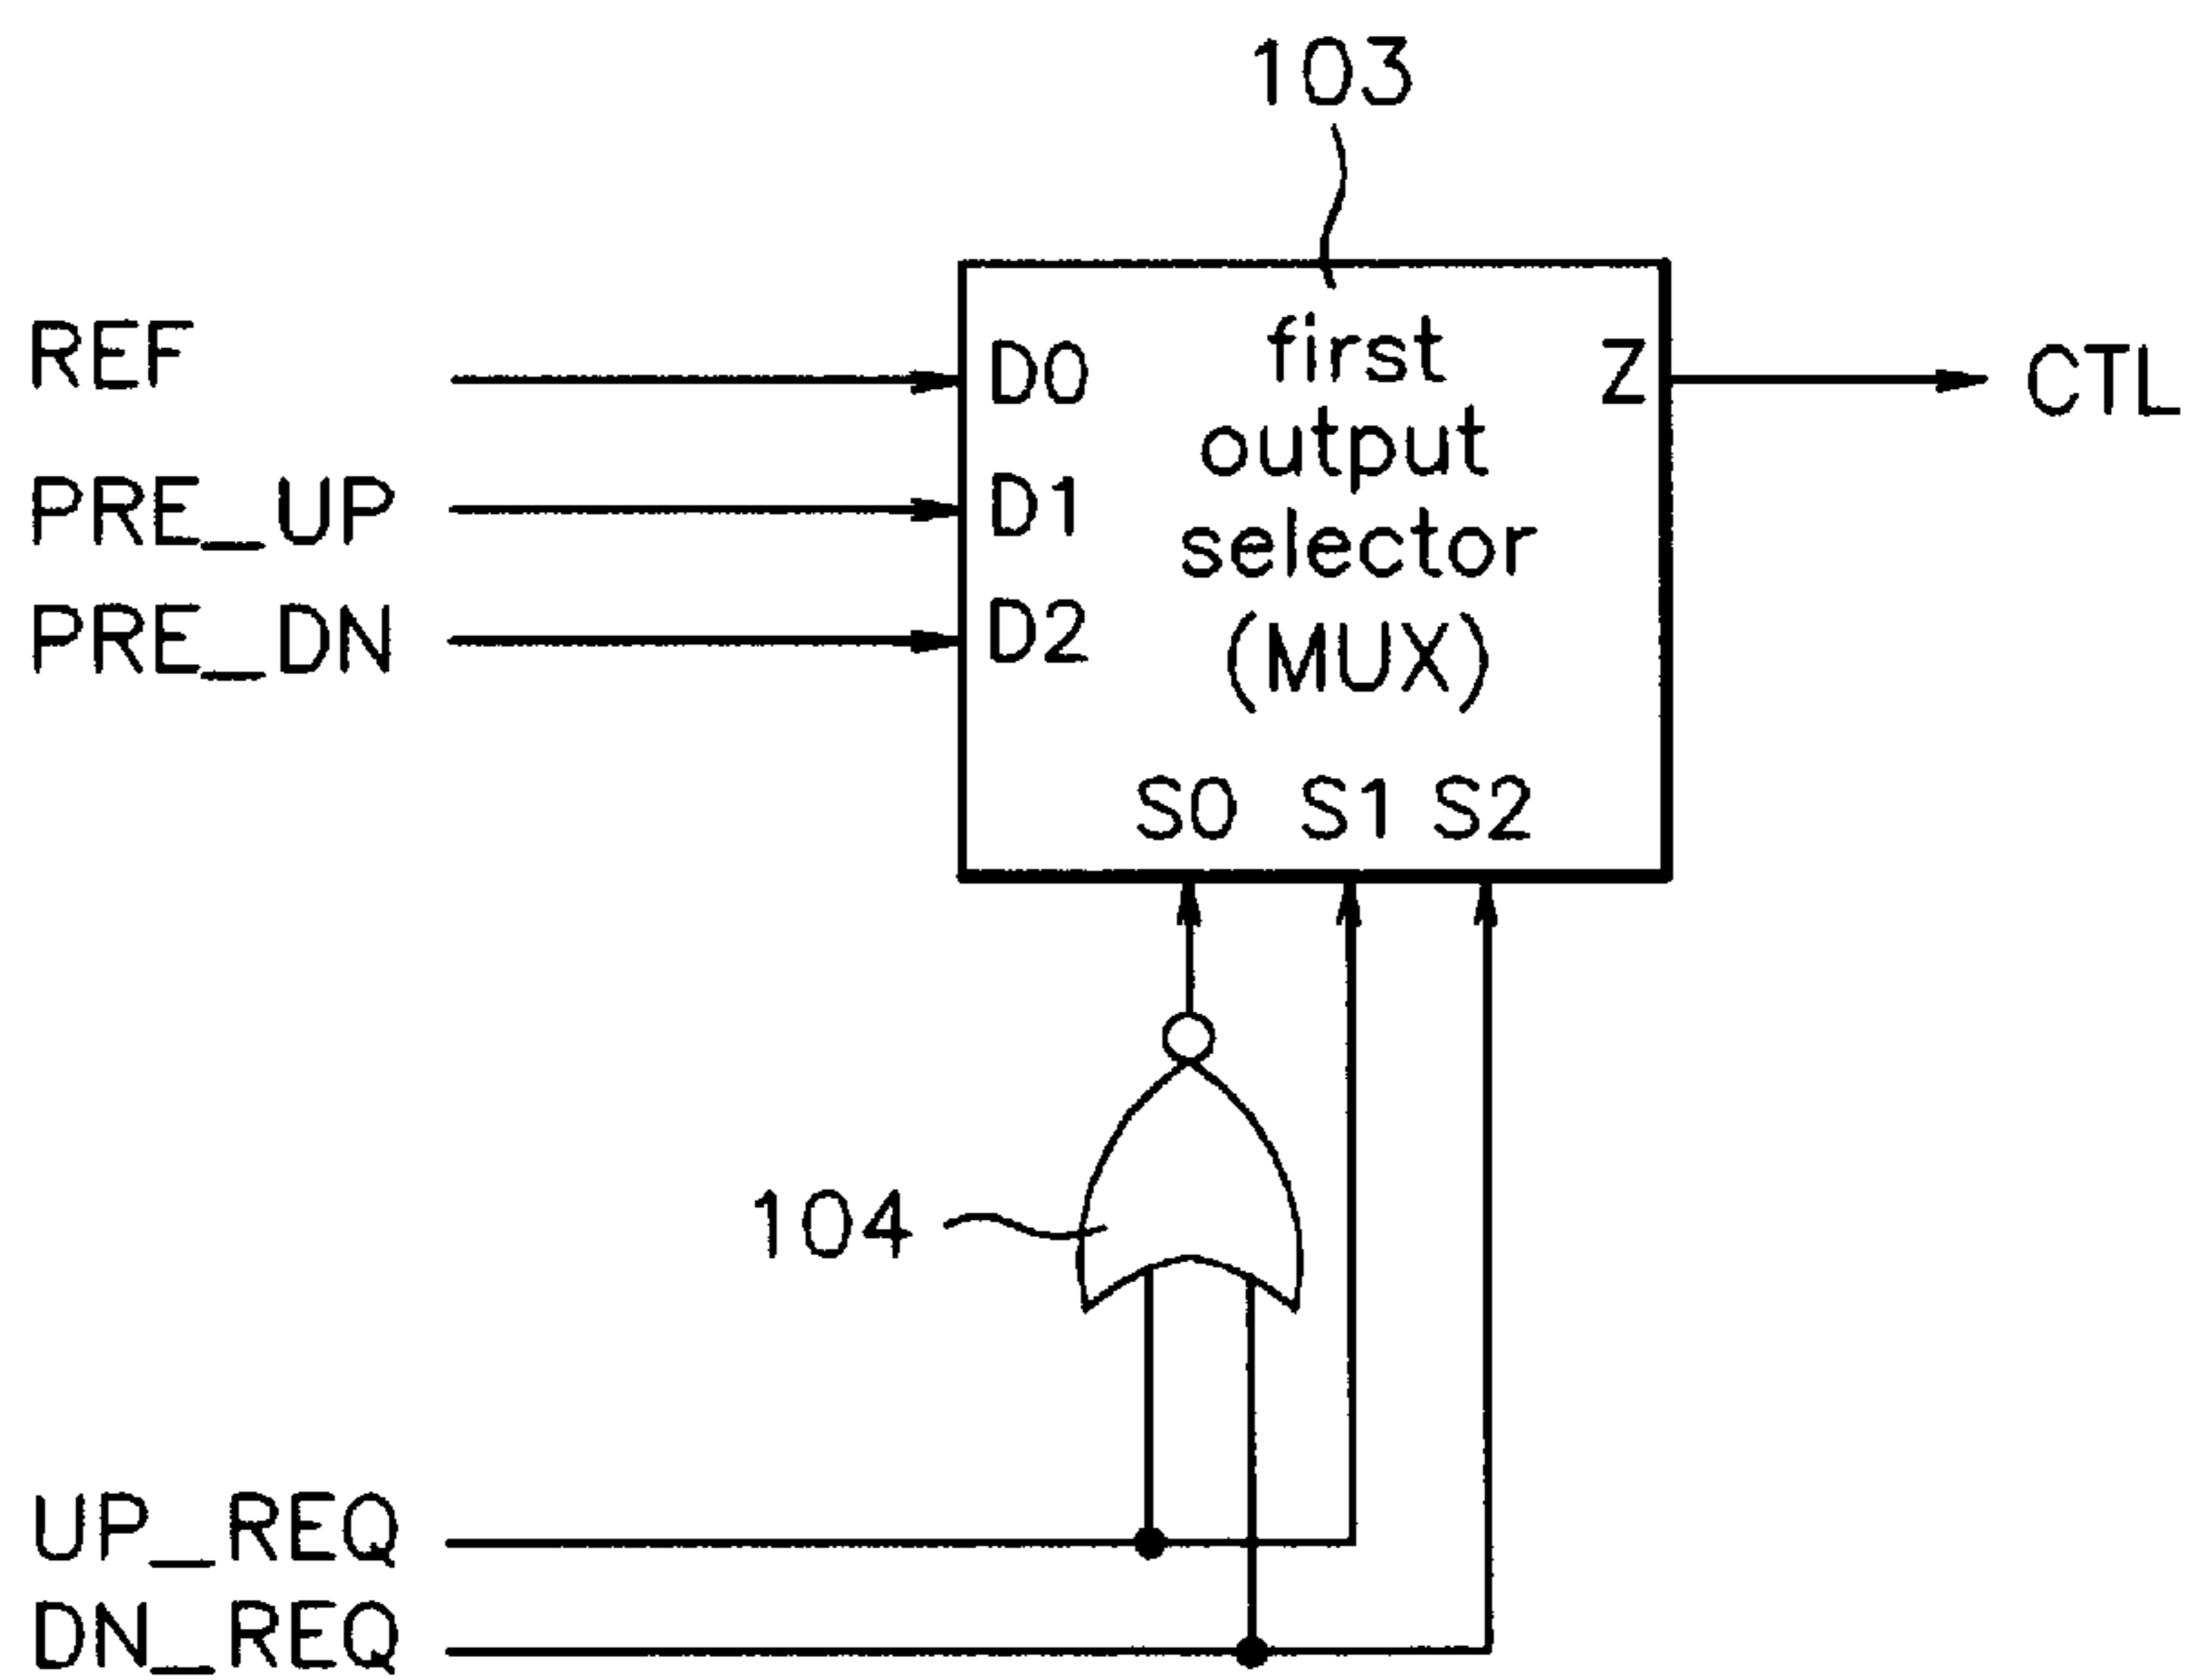 103
REF
PRE_UP
PRE_DN
D0
D1
D2
first
output
selector
(MUX)
Z
CTL
S0 S1 S2
104
UP_REQ
DN_REQ